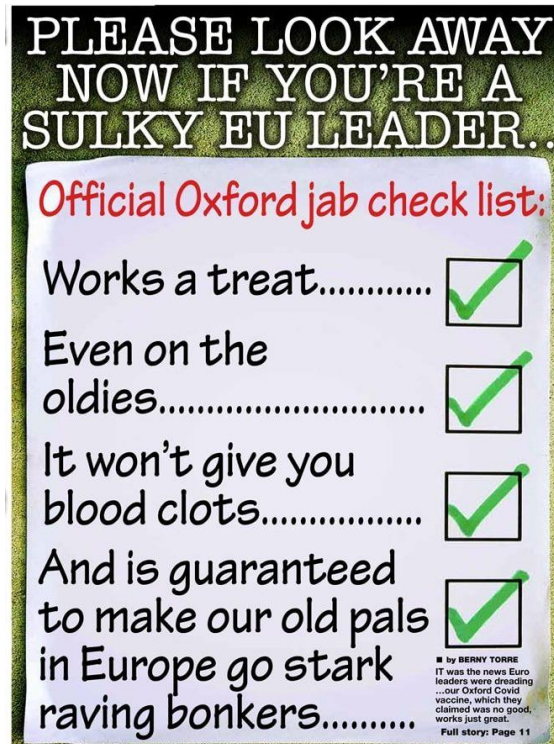 PLEASE LOOK AWAY
NOW IF YOU'RE A
SULKY EU LEADER..
Official Oxford jab check list:
Works a treat............
Even on the
oldies............................
It won't give you
blood clots.................
And is guaranteed
to make our old pals
in Europe go stark
raving bonkers..........
■ by BERNY TORRE
IT was the news Euro
leaders were dreading
...our Oxford Covid
vaccine, which they
claimed was no good,
works just great.
Full story: Page 11